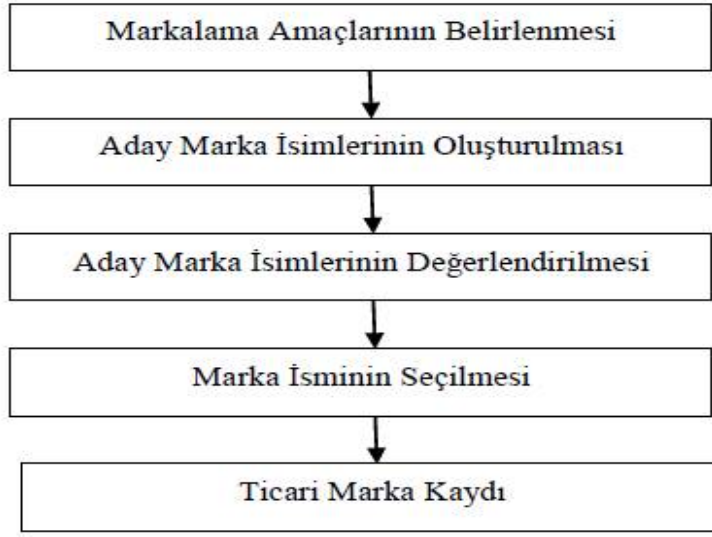 Markalama Amaçlarının Belirlenmesi
Aday Marka İsimlerinin Oluşturulması
Aday Marka İsimlerinin Değerlendirilmesi
Marka İsminin Seçilmesi
Ticari Marka Kaydı